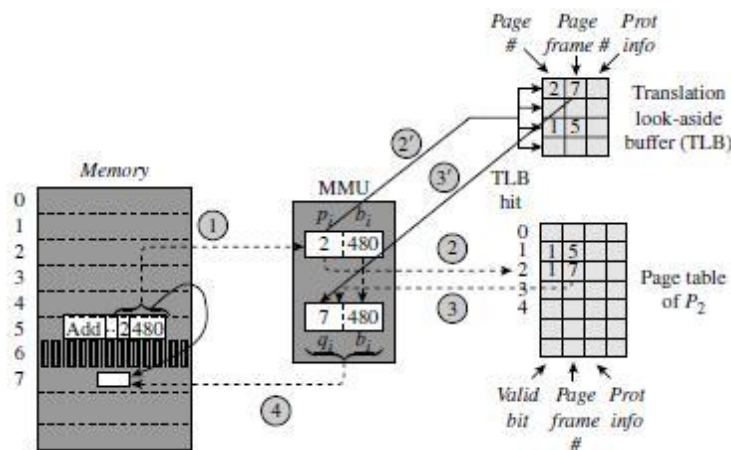 Page # Page frame # Prot info
2 7
1 5
Translation look-aside buffer (TLB)
2′
3′
TLB hit
Memory
0
1
2
3
4
5
6
7
Add ·· 2 480
1
MMU
p_i b_i
2 480
7 480
q_i b_i
2
3
4
0
1
2
3
4
1 5
1 7
Page table of P₂
Valid bit Page frame # Prot info